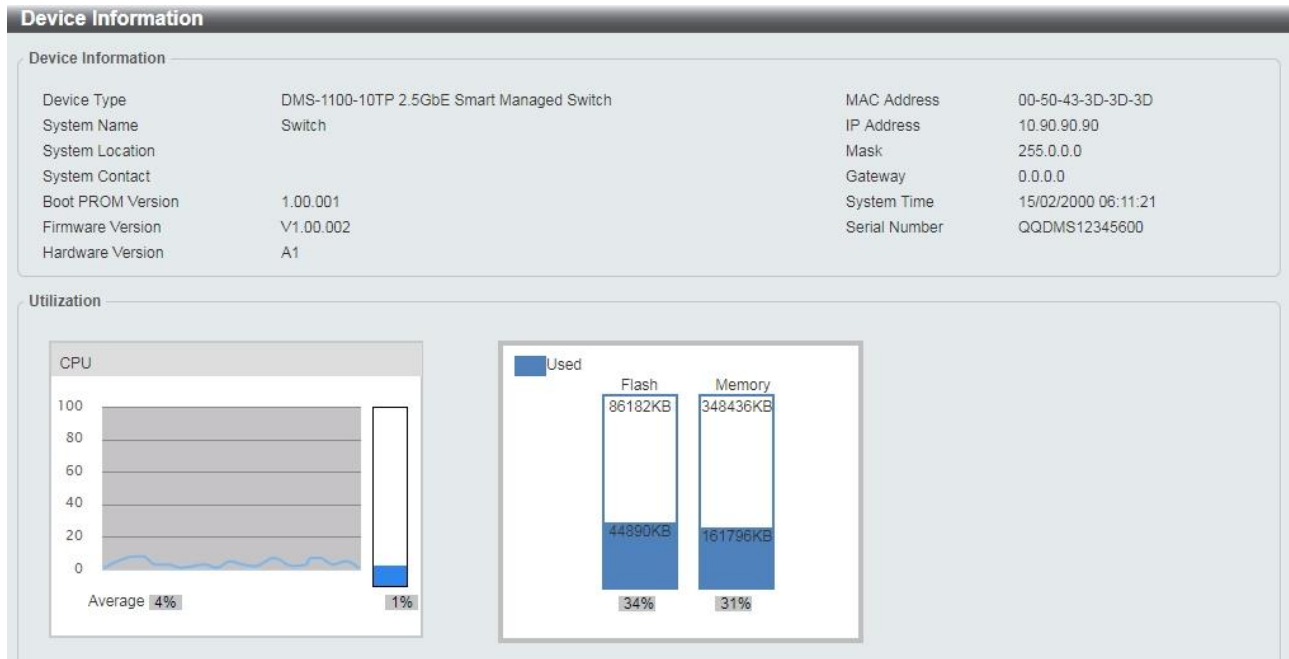 Device Information
Device Information
Device Type DMS-1100-10TP 2.5GbE Smart Managed Switch MAC Address 00-50-43-3D-3D-3D
System Name Switch IP Address 10.90.90.90
System Location Mask 255.0.0.0
System Contact Gateway 0.0.0.0
Boot PROM Version 1.00.001 System Time 15/02/2000 06:11:21
Firmware Version V1.00.002 Serial Number QQDMS12345600
Hardware Version A1
Utilization
CPU
100
80
60
40
20
0
Average 4% 1%
Used
Flash Memory
86182KB 348436KB
44890KB 161796KB
34% 31%